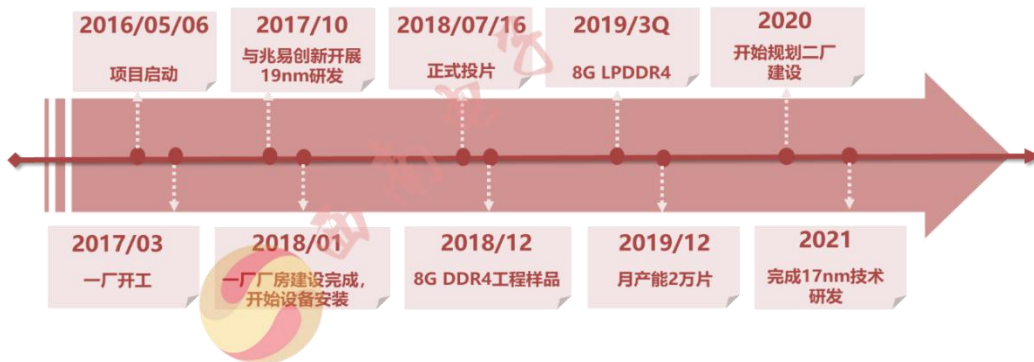 2016/05/06
项目启动
2017/10
与兆易创新开展
19nm研发
2018/07/16
正式投片
2019/3Q
8G LPDDR4
2020
开始规划二厂
建设
2017/03
一厂开工
2018/01
一厂厂房建设完成，
开始设备安装
2018/12
8G DDR4工程样品
2019/12
月产能2万片
2021
完成17nm技术
研发